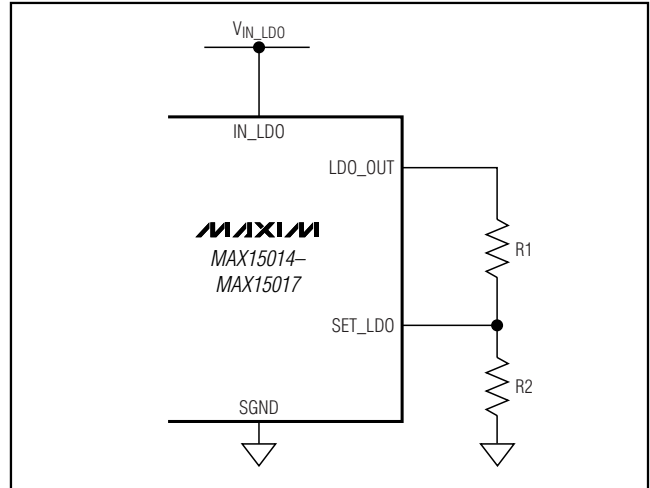 VIN_LDO
IN_LDO
LDO_OUT
R1
MAXIM
MAX15014–
MAX15017
SET_LDO
R2
SGND